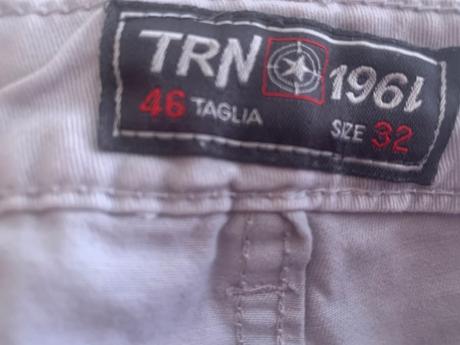 TRN 1961
46 TAGLIA
SIZE 32